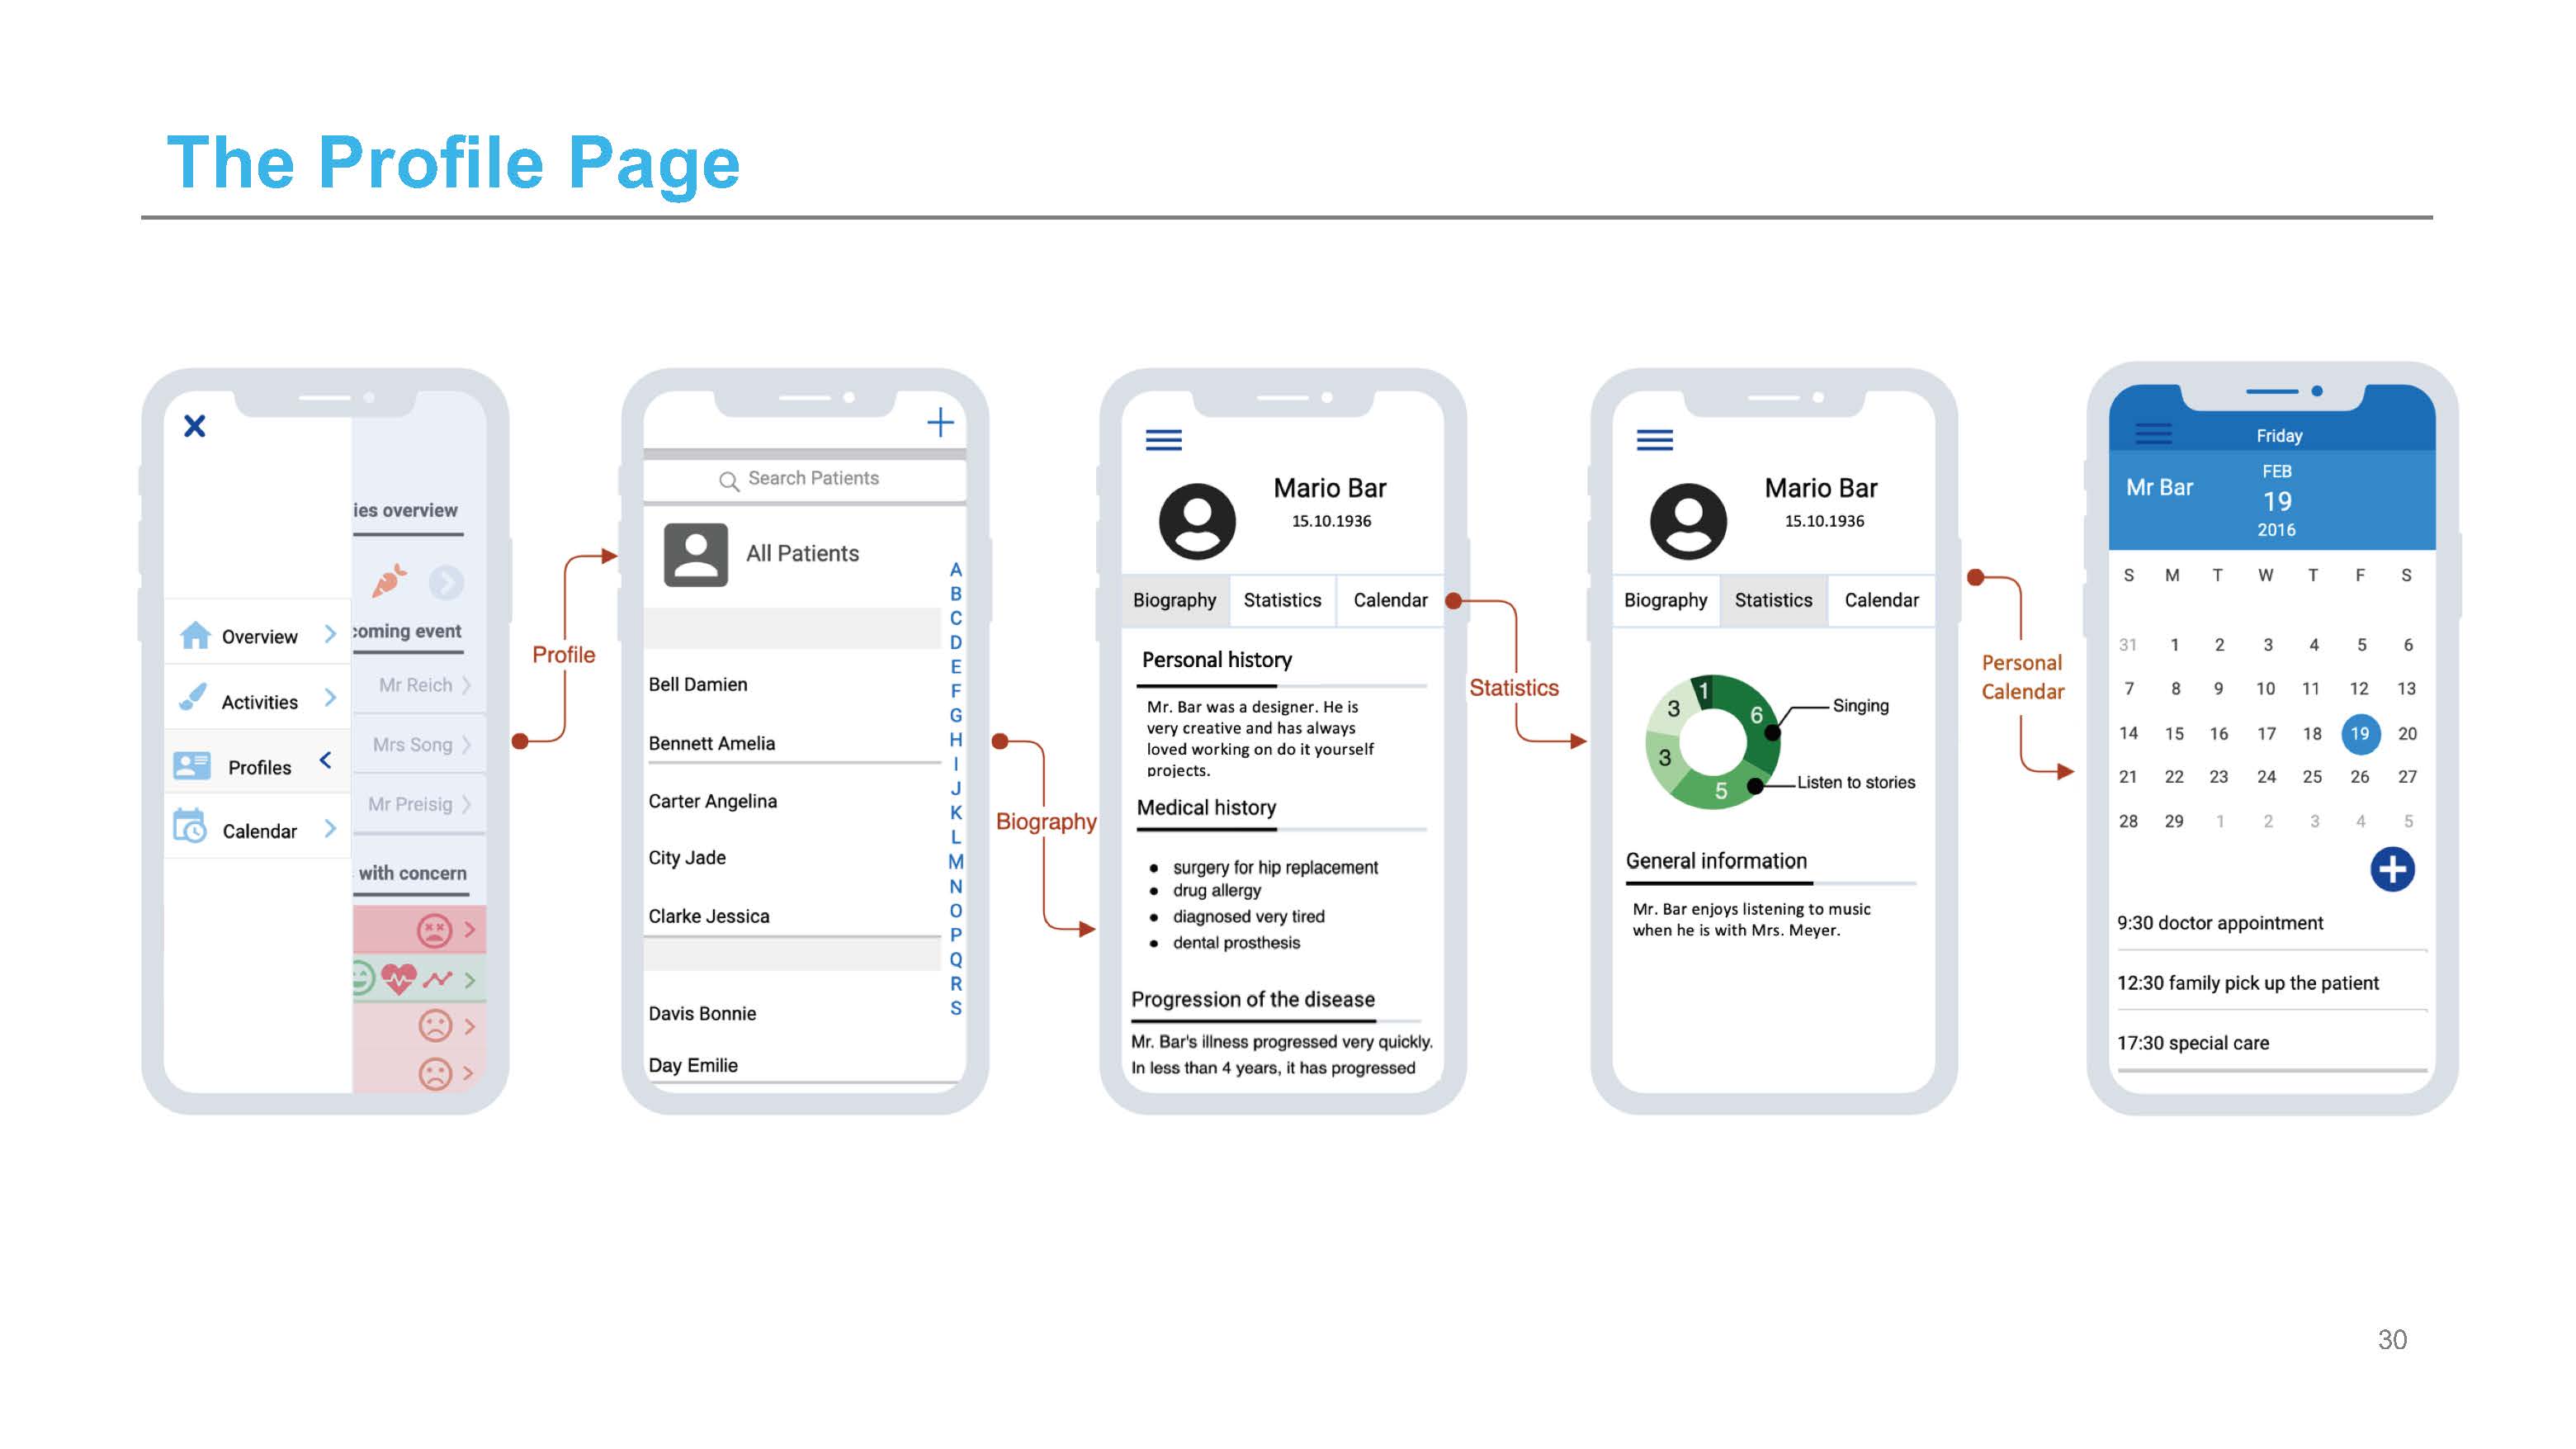 The Profile Page
ies overview
Overview
coming event
Activities
Mr Reich
Profiles
Mrs Song
Calendar
Mr Preisig
with concern
Profile
Search Patients
All Patients
A
B
C
D
E
F
G
H
I
J
K
L
M
N
O
P
Q
R
S
Bell Damien
Bennett Amelia
Carter Angelina
City Jade
Clarke Jessica
Davis Bonnie
Day Emilie
Biography
Mario Bar
15.10.1936
Biography Statistics Calendar
Personal history
Mr. Bar was a designer. He is
very creative and has always
loved working on do it yourself
projects.
Medical history
• surgery for hip replacement
• drug allergy
• diagnosed very tired
• dental prosthesis
Progression of the disease
Mr. Bar's illness progressed very quickly.
In less than 4 years, it has progressed
Statistics
Mario Bar
15.10.1936
Biography Statistics Calendar
1
3
6
Singing
3
5
Listen to stories
General information
Mr. Bar enjoys listening to music
when he is with Mrs. Meyer.
Personal
Calendar
Friday
Mr Bar
FEB
19
2016
S M T W T F S
31 1 2 3 4 5 6
7 8 9 10 11 12 13
14 15 16 17 18 19 20
21 22 23 24 25 26 27
28 29 1 2 3 4 5
9:30 doctor appointment
12:30 family pick up the patient
17:30 special care
30